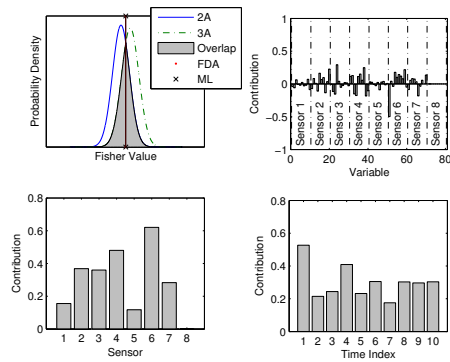 2A
3A
Overlap
FDA
ML
Probability Density
Fisher Value
1
0.5
0
−0.5
−1
Contribution
Sensor 1
Sensor 2
Sensor 3
Sensor 4
Sensor 5
Sensor 6
Sensor 7
Sensor 8
0 20 40 60 80
Variable
0.8
0.6
0.4
0.2
0
Contribution
1 2 3 4 5 6 7 8
Sensor
0.8
0.6
0.4
0.2
0
Contribution
1 2 3 4 5 6 7 8 9 10
Time Index